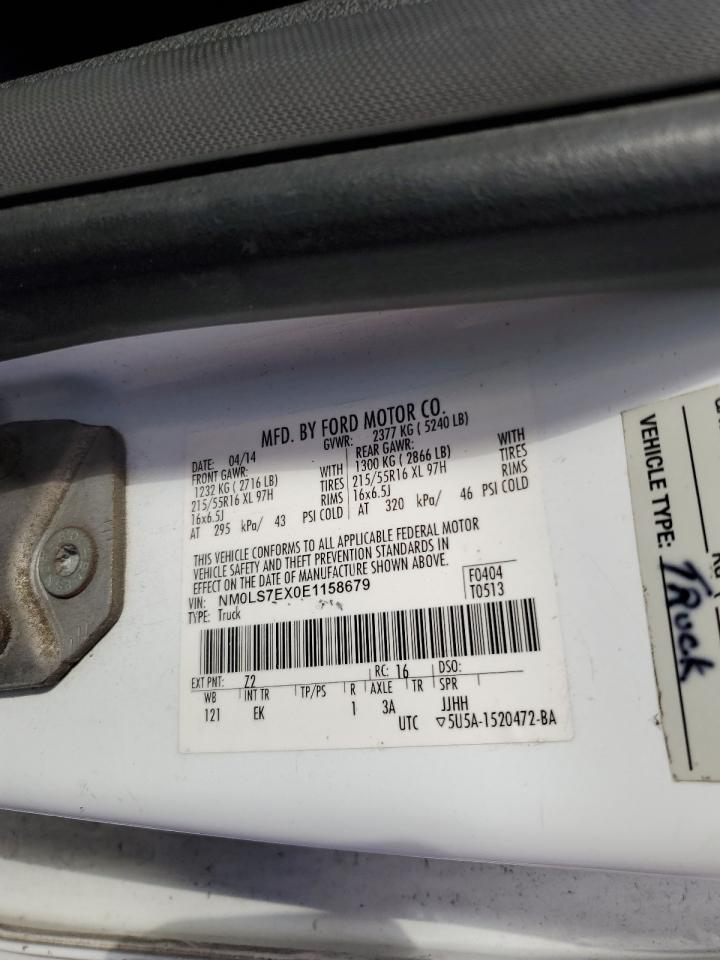 MFD. BY FORD MOTOR CO.
DATE: 04/14 GVWR: 2377 KG ( 5240 LB)
FRONT GAWR: REAR GAWR:
1232 KG ( 2716 LB) WITH 1300 KG ( 2866 LB) WITH
215/55R16 XL 97H TIRES 215/55R16 XL 97H TIRES
16x6.5J RIMS 16x6.5J RIMS
AT 295 kPa/ 43 PSI COLD AT 320 kPa/ 46 PSI COLD
THIS VEHICLE CONFORMS TO ALL APPLICABLE FEDERAL MOTOR
VEHICLE SAFETY AND THEFT PREVENTION STANDARDS IN
EFFECT ON THE DATE OF MANUFACTURE SHOWN ABOVE.
VIN: NM0LS7EX0E1158679 F0404
TYPE: Truck T0513
EXT PNT: Z2 RC: 16 DSO:
WB INT TR TP/PS R AXLE TR SPR
121 EK 1 3A JJHH
UTC ▽5U5A-1520472-BA
VEHICLE TYPE: Truck